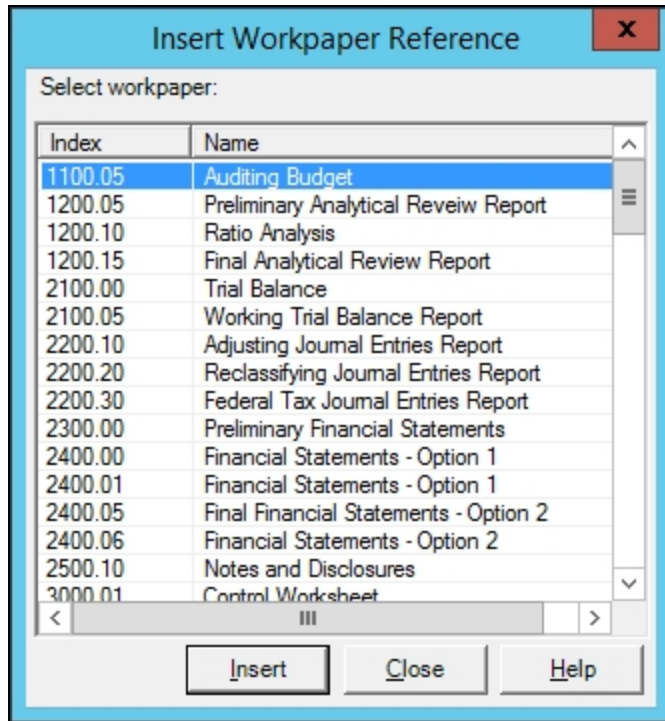 Insert Workpaper Reference
x
Select workpaper:
Index Name
1100.05 Auditing Budget
1200.05 Preliminary Analytical Reveiw Report
1200.10 Ratio Analysis
1200.15 Final Analytical Review Report
2100.00 Trial Balance
2100.05 Working Trial Balance Report
2200.10 Adjusting Journal Entries Report
2200.20 Reclassifying Journal Entries Report
2200.30 Federal Tax Journal Entries Report
2300.00 Preliminary Financial Statements
2400.00 Financial Statements - Option 1
2400.01 Financial Statements - Option 1
2400.05 Final Financial Statements - Option 2
2400.06 Financial Statements - Option 2
2500.10 Notes and Disclosures
3000.01 Control Worksheet
Insert Close Help